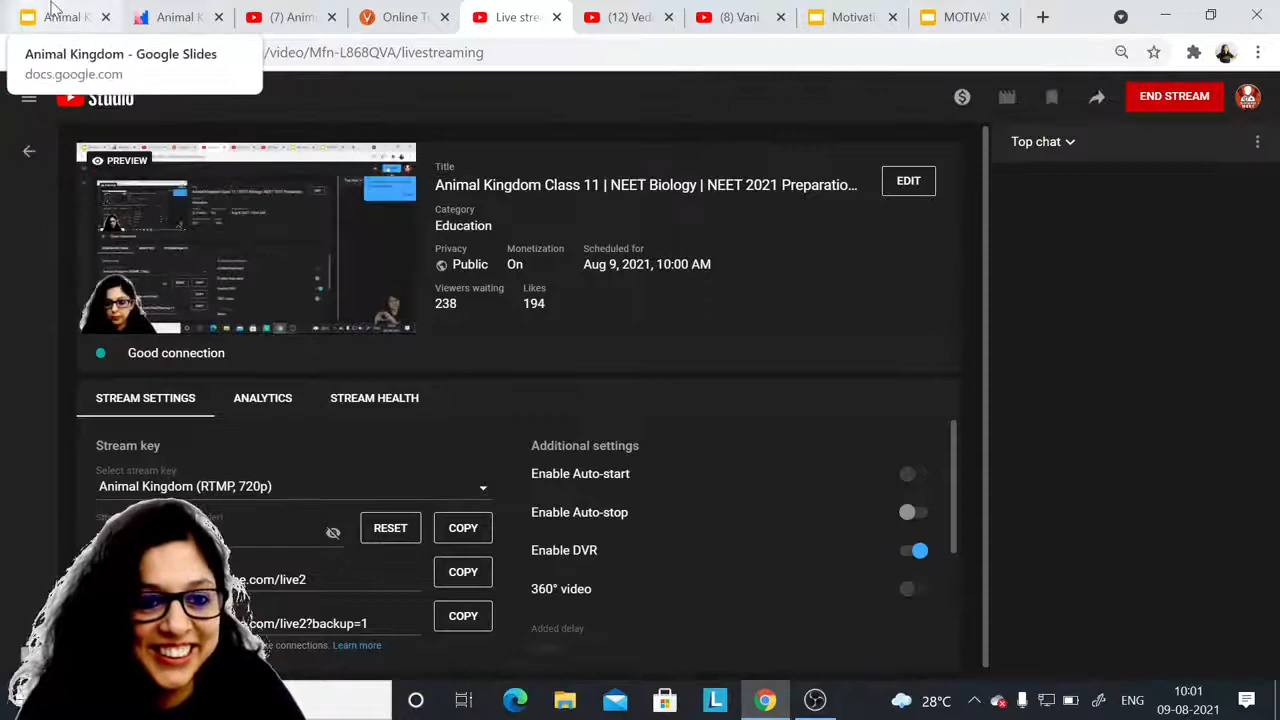 Animal K
Animal K
(7) Anim
Online T
Live stre
(12) Ved
(8) Vani
Motivati
MOTIVA
Animal Kingdom - Google Slides
docs.google.com
/video/Mfn-L868QVA/livestreaming
Studio
END STREAM
PREVIEW
Title
Animal Kingdom Class 11 | NEET Biology | NEET 2021 Preparatio...
EDIT
Category
Education
Privacy
Monetization
Scheduled for
Public
On
Aug 9, 2021, 10:00 AM
Viewers waiting
Likes
238
194
Good connection
Top chat
STREAM SETTINGS
ANALYTICS
STREAM HEALTH
Stream key
Select stream key
Animal Kingdom (RTMP, 720p)
RESET
COPY
be.com/live2
COPY
.com/live2?backup=1
COPY
connections. Learn more
Additional settings
Enable Auto-start
Enable Auto-stop
Enable DVR
360° video
Added delay
28°C
ENG
10:01
09-08-2021